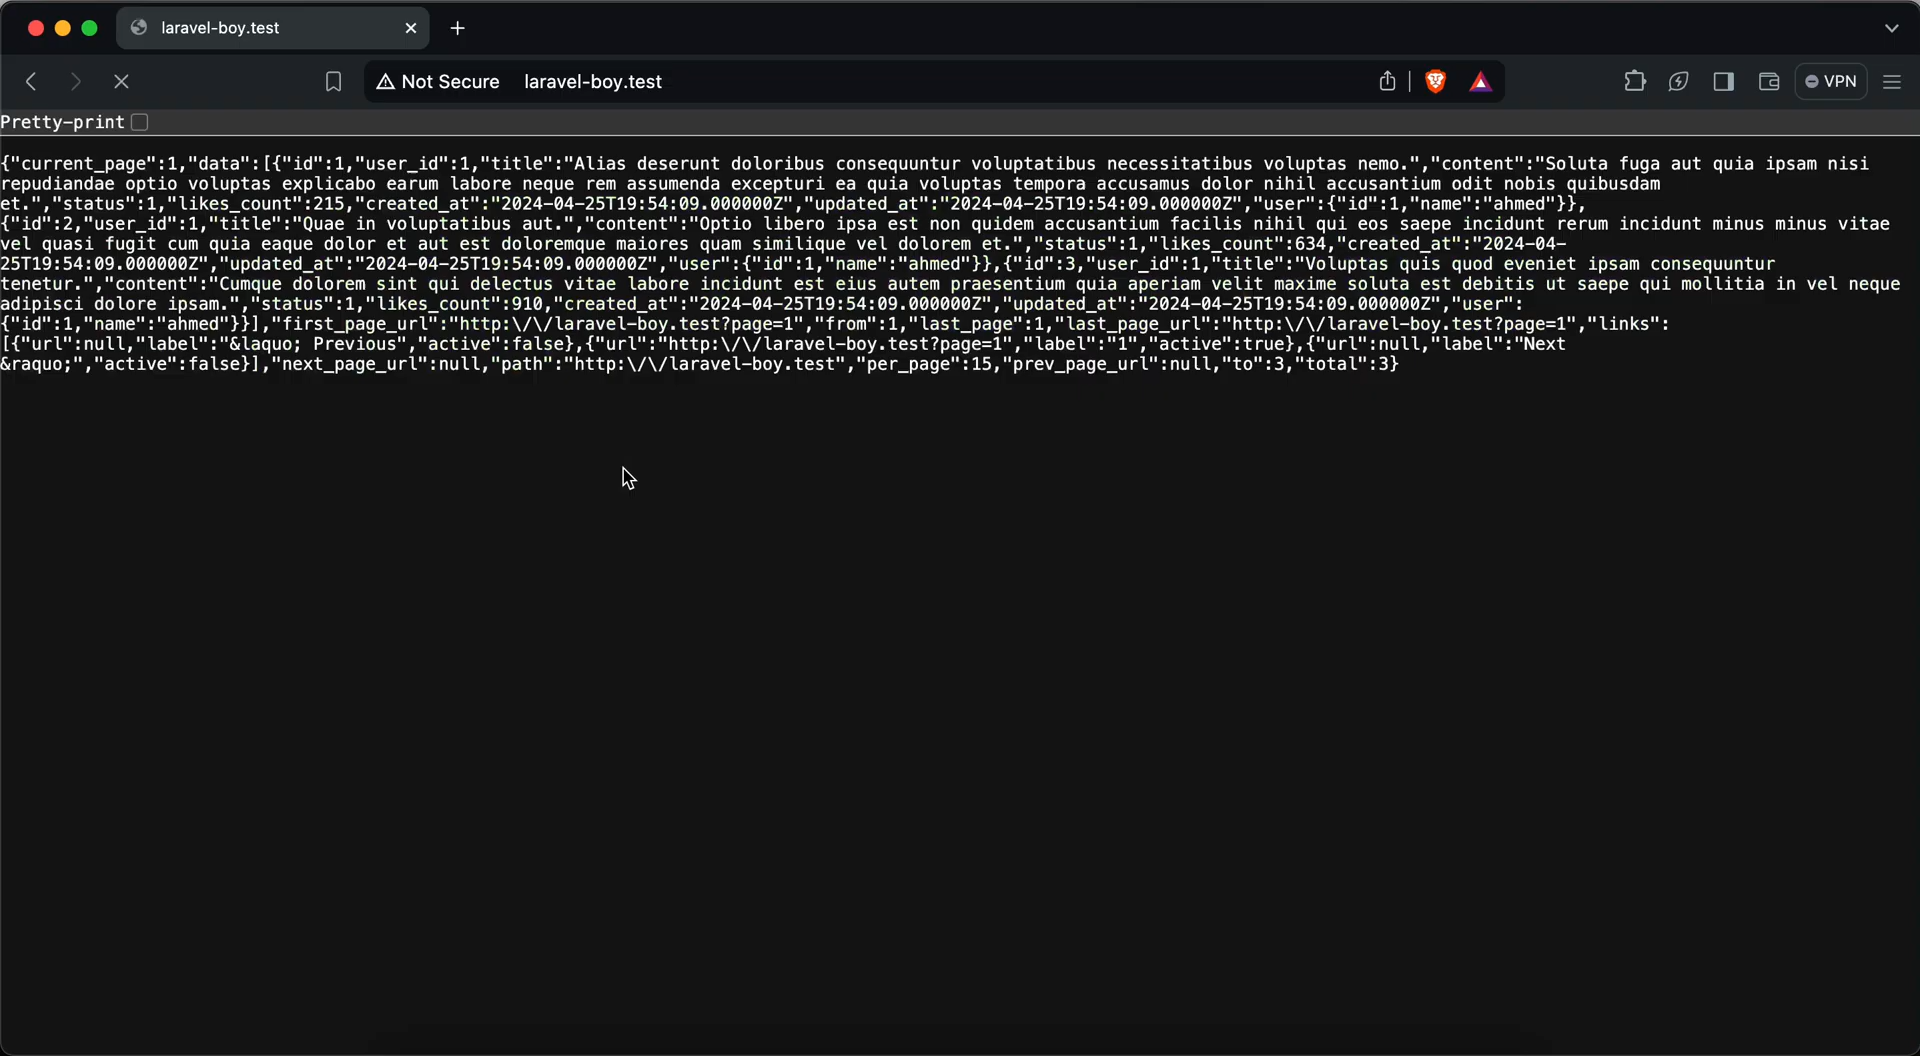 laravel-boy.test
Not Secure laravel-boy.test
VPN
Pretty-print
{"current_page":1,"data":[{"id":1,"user_id":1,"title":"Alias deserunt doloribus consequuntur voluptatibus necessitatibus voluptas nemo.","content":"Soluta fuga aut quia ipsam nisi
repudiandae optio voluptas explicabo earum labore neque rem assumenda excepturi ea quia voluptas tempora accusamus dolor nihil accusantium odit nobis quibusdam
et.","status":1,"likes_count":215,"created_at":"2024-04-25T19:54:09.000000Z","updated_at":"2024-04-25T19:54:09.000000Z","user":{"id":1,"name":"ahmed"}},
{"id":2,"user_id":1,"title":"Quae in voluptatibus aut.","content":"Optio libero ipsa est non quidem accusantium facilis nihil qui eos saepe incidunt rerum incidunt minus minus vitae
vel quasi fugit cum quia eaque dolor et aut est doloremque maiores quam similique vel dolorem et.","status":1,"likes_count":634,"created_at":"2024-04-
25T19:54:09.000000Z","updated_at":"2024-04-25T19:54:09.000000Z","user":{"id":1,"name":"ahmed"}},{"id":3,"user_id":1,"title":"Voluptas quis quod eveniet ipsam consequuntur
tenetur.","content":"Cumque dolorem sint qui delectus vitae labore incidunt est eius autem praesentium quia aperiam velit maxime soluta est debitis ut saepe qui mollitia in vel neque
adipisci dolore ipsam.","status":1,"likes_count":910,"created_at":"2024-04-25T19:54:09.000000Z","updated_at":"2024-04-25T19:54:09.000000Z","user":
{"id":1,"name":"ahmed"}}],"first_page_url":"http:\/\/laravel-boy.test?page=1","from":1,"last_page":1,"last_page_url":"http:\/\/laravel-boy.test?page=1","links":
[{"url":null,"label":"&laquo; Previous","active":false},{"url":"http:\/\/laravel-boy.test?page=1","label":"1","active":true},{"url":null,"label":"Next
&raquo;","active":false}],"next_page_url":null,"path":"http:\/\/laravel-boy.test","per_page":15,"prev_page_url":null,"to":3,"total":3}